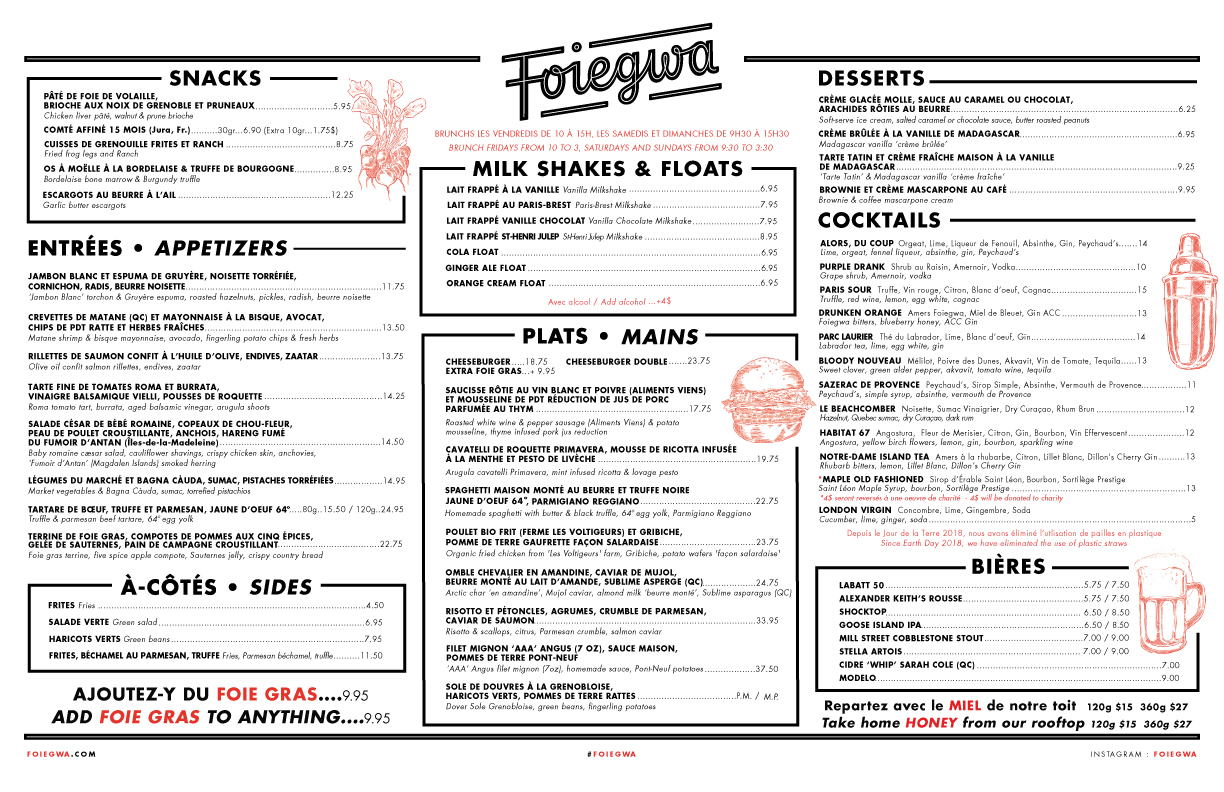 Foiegwa
SNACKS
PÂTÉ DE FOIE DE VOLAILLE,
BRIOCHE AUX NOIX DE GRENOBLE ET PRUNEAUX..............................5.95
Chicken liver pâté, walnut & prune brioche
COMTÉ AFFINÉ 15 MOIS (Jura, Fr.)..........30gr...6.90 (Extra 10gr...1.75$)
CUISSES DE GRENOUILLE FRITES ET RANCH ..............................8.75
Fried frog legs and Ranch
OS À MOËLLE À LA BORDELAISE & TRUFFE DE BOURGOGNE...............8.95
Bordelaise bone marrow & Burgundy truffle
ESCARGOTS AU BEURRE À L'AIL ..............................12.25
Garlic butter escargots
ENTRÉES • APPETIZERS
JAMBON BLANC ET ESPUMA DE GRUYÈRE, NOISETTE TORRÉFIÉE,
CORNICHON, RADIS, BEURRE NOISETTE..............................11.75
'Jambon Blanc' torchon & Gruyère espuma, roasted hazelnuts, pickles, radish, beurre noisette
CREVETTES DE MATANE (QC) ET MAYONNAISE À LA BISQUE, AVOCAT,
CHIPS DE PDT RATTE ET HERBES FRAÎCHES..............................13.50
Matane shrimp & bisque mayonnaise, avocado, fingerling potato chips & fresh herbs
RILLETTES DE SAUMON CONFIT À L'HUILE D'OLIVE, ENDIVES, ZAATAR ....................13.75
Olive oil confit salmon rillettes, endives, zaatar
TARTE FINE DE TOMATES ROMA ET BURRATA,
VINAIGRE BALSAMIQUE VIELLI, POUSSES DE ROQUETTE ..............................14.25
Roma tomato tart, burrata, aged balsamic vinegar, arugula shoots
SALADE CÉSAR DE BÉBÉ ROMAINE, COPEAUX DE CHOU-FLEUR,
PEAU DE POULET CROUSTILLANTE, ANCHOIS, HARENG FUMÉ
DU FUMOIR D'ANTAN (Îles-de-la-Madeleine)..............................14.50
Baby romaine cæsar salad, cauliflower shavings, crispy chicken skin, anchovies,
'Fumoir d'Antan' (Magdalen Islands) smoked herring
LÉGUMES DU MARCHÉ ET BAGNA CÀUDA, SUMAC, PISTACHES TORRÉFIÉES...............14.95
Market vegetables & Bagna Càuda, sumac, torrefied pistachios
TARTARE DE BŒUF, TRUFFE ET PARMESAN, JAUNE D'OEUF 64º.....80g..15.50 / 120g..24.95
Truffle & parmesan beef tartare, 64º egg yolk
TERRINE DE FOIE GRAS, COMPOTES DE POMMES AUX CINQ ÉPICES,
GELÉE DE SAUTERNES, PAIN DE CAMPAGNE CROUSTILLANT..............................22.75
Foie gras terrine, five spice apple compote, Sauternes jelly, crispy country bread
À-CÔTÉS • SIDES
FRITES Fries ..............................4.50
SALADE VERTE Green salad..............................6.95
HARICOTS VERTS Green beans..............................7.95
FRITES, BÉCHAMEL AU PARMESAN, TRUFFE Fries, Parmesan béchamel, truffle..........11.50
AJOUTEZ-Y DU FOIE GRAS....9.95
ADD FOIE GRAS TO ANYTHING....9.95
BRUNCHS LES VENDREDIS DE 10 À 15H, LES SAMEDIS ET DIMANCHES DE 9H30 À 15H30
BRUNCH FRIDAYS FROM 10 TO 3, SATURDAYS AND SUNDAYS FROM 9:30 TO 3:30
MILK SHAKES & FLOATS
LAIT FRAPPÉ À LA VANILLE Vanilla Milkshake ..............................6.95
LAIT FRAPPÉ AU PARIS-BREST Paris-Brest Milkshake ..............................7.95
LAIT FRAPPÉ VANILLE CHOCOLAT Vanilla Chocolate Milkshake....................7.95
LAIT FRAPPÉ ST-HENRI JULEP St-Henri Julep Milkshake ..............................8.95
COLA FLOAT ..............................6.95
GINGER ALE FLOAT ..............................6.95
ORANGE CREAM FLOAT ..............................6.95
Avec alcool / Add alcohol ...+4$
PLATS • MAINS
CHEESEBURGER.....18.75 CHEESEBURGER DOUBLE.......23.75
EXTRA FOIE GRAS...+ 9.95
SAUCISSE RÔTIE AU VIN BLANC ET POIVRE (ALIMENTS VIENS)
ET MOUSSELINE DE PDT RÉDUCTION DE JUS DE PORC
PARFUMÉE AU THYM ..............................17.75
Roasted white wine & pepper sausage (Aliments Viens) & potato
mousseline, thyme infused pork jus reduction
CAVATELLI DE ROQUETTE PRIMAVERA, MOUSSE DE RICOTTA INFUSÉE
À LA MENTHE ET PESTO DE LIVÈCHE ..............................19.75
Arugula cavatelli Primavera, mint infused ricotta & lovage pesto
SPAGHETTI MAISON MONTÉ AU BEURRE ET TRUFFE NOIRE
JAUNE D'OEUF 64º, PARMIGIANO REGGIANO..............................22.75
Homemade spaghetti with butter & black truffle, 64º egg yolk, Parmigiano Reggiano
POULET BIO FRIT (FERME LES VOLTIGEURS) ET GRIBICHE,
POMME DE TERRE GAUFRETTE FAÇON SALARDAISE..............................23.75
Organic fried chicken from 'Les Voltigeurs' farm, Gribiche, potato wafers 'façon salardaise'
OMBLE CHEVALIER EN AMANDINE, CAVIAR DE MUJOL,
BEURRE MONTÉ AU LAIT D'AMANDE, SUBLIME ASPERGE (QC)...............24.75
Arctic char 'en amandine', Mujol caviar, almond milk 'beurre monté', Sublime asparagus (QC)
RISOTTO ET PÉTONCLES, AGRUMES, CRUMBLE DE PARMESAN,
CAVIAR DE SAUMON..............................33.95
Risotto & scallops, citrus, Parmesan crumble, salmon caviar
FILET MIGNON 'AAA' ANGUS (7 OZ), SAUCE MAISON,
POMMES DE TERRE PONT-NEUF
'AAA' Angus filet mignon (7oz), homemade sauce, Pont-Neuf potatoes..................37.50
SOLE DE DOUVRES À LA GRENOBLOISE,
HARICOTS VERTS, POMMES DE TERRE RATTES ..............................P.M. / M.P.
Dover Sole Grenobloise, green beans, fingerling potatoes
DESSERTS
CRÈME GLACÉE MOLLE, SAUCE AU CARAMEL OU CHOCOLAT,
ARACHIDES RÔTIES AU BEURRE..............................6.25
Soft-serve ice cream, salted caramel or chocolate sauce, butter roasted peanuts
CRÈME BRÛLÉE À LA VANILLE DE MADAGASCAR..............................6.95
Madagascar vanilla 'crème brûlée'
TARTE TATIN ET CRÈME FRAÎCHE MAISON À LA VANILLE
DE MADAGASCAR..............................9.25
'Tarte Tatin' & Madagascar vanilla 'crème fraîche'
BROWNIE ET CRÈME MASCARPONE AU CAFÉ ..............................9.95
Brownie & coffee mascarpone cream
COCKTAILS
ALORS, DU COUP Orgeat, Lime, Liqueur de Fenouil, Absinthe, Gin, Peychaud's......14
Lime, orgeat, fennel liqueur, absinthe, gin, Peychaud's
PURPLE DRANK Shrub au Raisin, Amernoir, Vodka..............................10
Grape shrub, Amernoir, vodka
PARIS SOUR Truffe, Vin rouge, Citron, Blanc d'oeuf, Cognac....................15
Truffle, red wine, lemon, egg white, cognac
DRUNKEN ORANGE Amers Foiegwa, Miel de Bleuet, Gin ACC ....................13
Foiegwa bitters, blueberry honey, ACC Gin
PARC LAURIER Thé du Labrador, Lime, Blanc d'oeuf, Gin..............................14
Labrador tea, lime, egg white, gin
BLOODY NOUVEAU Mélilot, Poivre des Dunes, Akvavit, Vin de Tomate, Tequila......13
Sweet clover, green alder pepper, akvavit, tomato wine, tequila
SAZERAC DE PROVENCE Peychaud's, Sirop Simple, Absinthe, Vermouth de Provence...............11
Peychaud's, simple syrup, absinthe, vermouth de Provence
LE BEACHCOMBER Noisette, Sumac Vinaigrier, Dry Curaçao, Rhum Brun ....................12
Hazelnut, Quebec sumac, dry Curaçao, dark rum
HABITAT 67 Angostura, Fleur de Merisier, Citron, Gin, Bourbon, Vin Effervescent...............12
Angostura, yellow birch flowers, lemon, gin, bourbon, sparkling wine
NOTRE-DAME ISLAND TEA Amers à la rhubarbe, Citron, Lillet Blanc, Dillon's Cherry Gin..........13
Rhubarb bitters, lemon, Lillet Blanc, Dillon's Cherry Gin
*MAPLE OLD FASHIONED Sirop d'Érable Saint Léon, Bourbon, Sortilège Prestige
Saint Léon Maple Syrup, bourbon, Sortilège Prestige ..............................13
*4$ seront reversés à une oeuvre de charité - 4$ will be donated to charity
LONDON VIRGIN Concombre, Lime, Gingembre, Soda
Cucumber, lime, ginger, soda..............................5
Depuis le Jour de la Terre 2018, nous avons éliminé l'utlisation de pailles en plastique
Since Earth Day 2018, we have eliminated the use of plastic straws
BIÈRES
LABATT 50 ..............................5.75 / 7.50
ALEXANDER KEITH'S ROUSSE..............................5.75 / 7.50
SHOCKTOP..............................6.50 / 8.50
GOOSE ISLAND IPA..............................6.50 / 8.50
MILL STREET COBBLESTONE STOUT..............................7.00 / 9.00
STELLA ARTOIS ..............................7.00 / 9.00
CIDRE 'WHIP' SARAH COLE (QC) ..............................7.00
MODELO..............................9.00
Repartez avec le MIEL de notre toit 120g $15 360g $27
Take home HONEY from our rooftop 120g $15 360g $27
FOIEGWA.COM
#FOIEGWA
INSTAGRAM : FOIEGWA